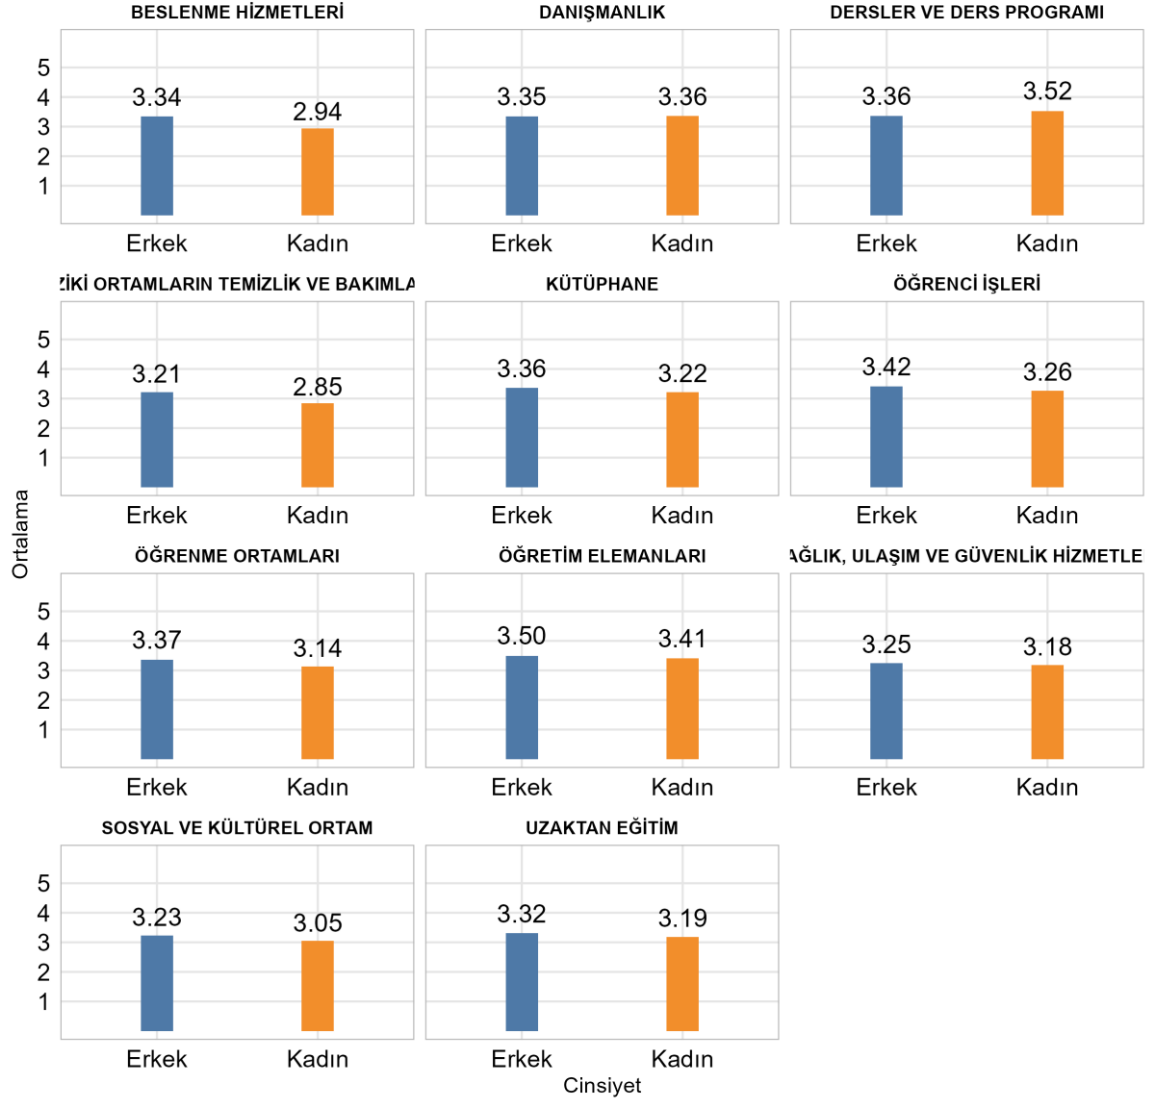 BESLENME HİZMETLERİ
5
4
3
2
1
3.34
2.94
Erkek
Kadın
DANIŞMANLIK
3.35
3.36
Erkek
Kadın
DERSLER VE DERS PROGRAMI
3.36
3.52
Erkek
Kadın
ZİKİ ORTAMLARIN TEMİZLİK VE BAKIMLA
5
4
3
2
1
3.21
2.85
Erkek
Kadın
KÜTÜPHANE
3.36
3.22
Erkek
Kadın
ÖĞRENCİ İŞLERİ
3.42
3.26
Erkek
Kadın
Ortalama
ÖĞRENME ORTAMLARI
5
4
3
2
1
3.37
3.14
Erkek
Kadın
ÖĞRETİM ELEMANLARI
3.50
3.41
Erkek
Kadın
AĞLIK, ULAŞIM VE GÜVENLİK HİZMETLE
3.25
3.18
Erkek
Kadın
SOSYAL VE KÜLTÜREL ORTAM
5
4
3
2
1
3.23
3.05
Erkek
Kadın
UZAKTAN EĞİTİM
3.32
3.19
Erkek
Kadın
Cinsiyet